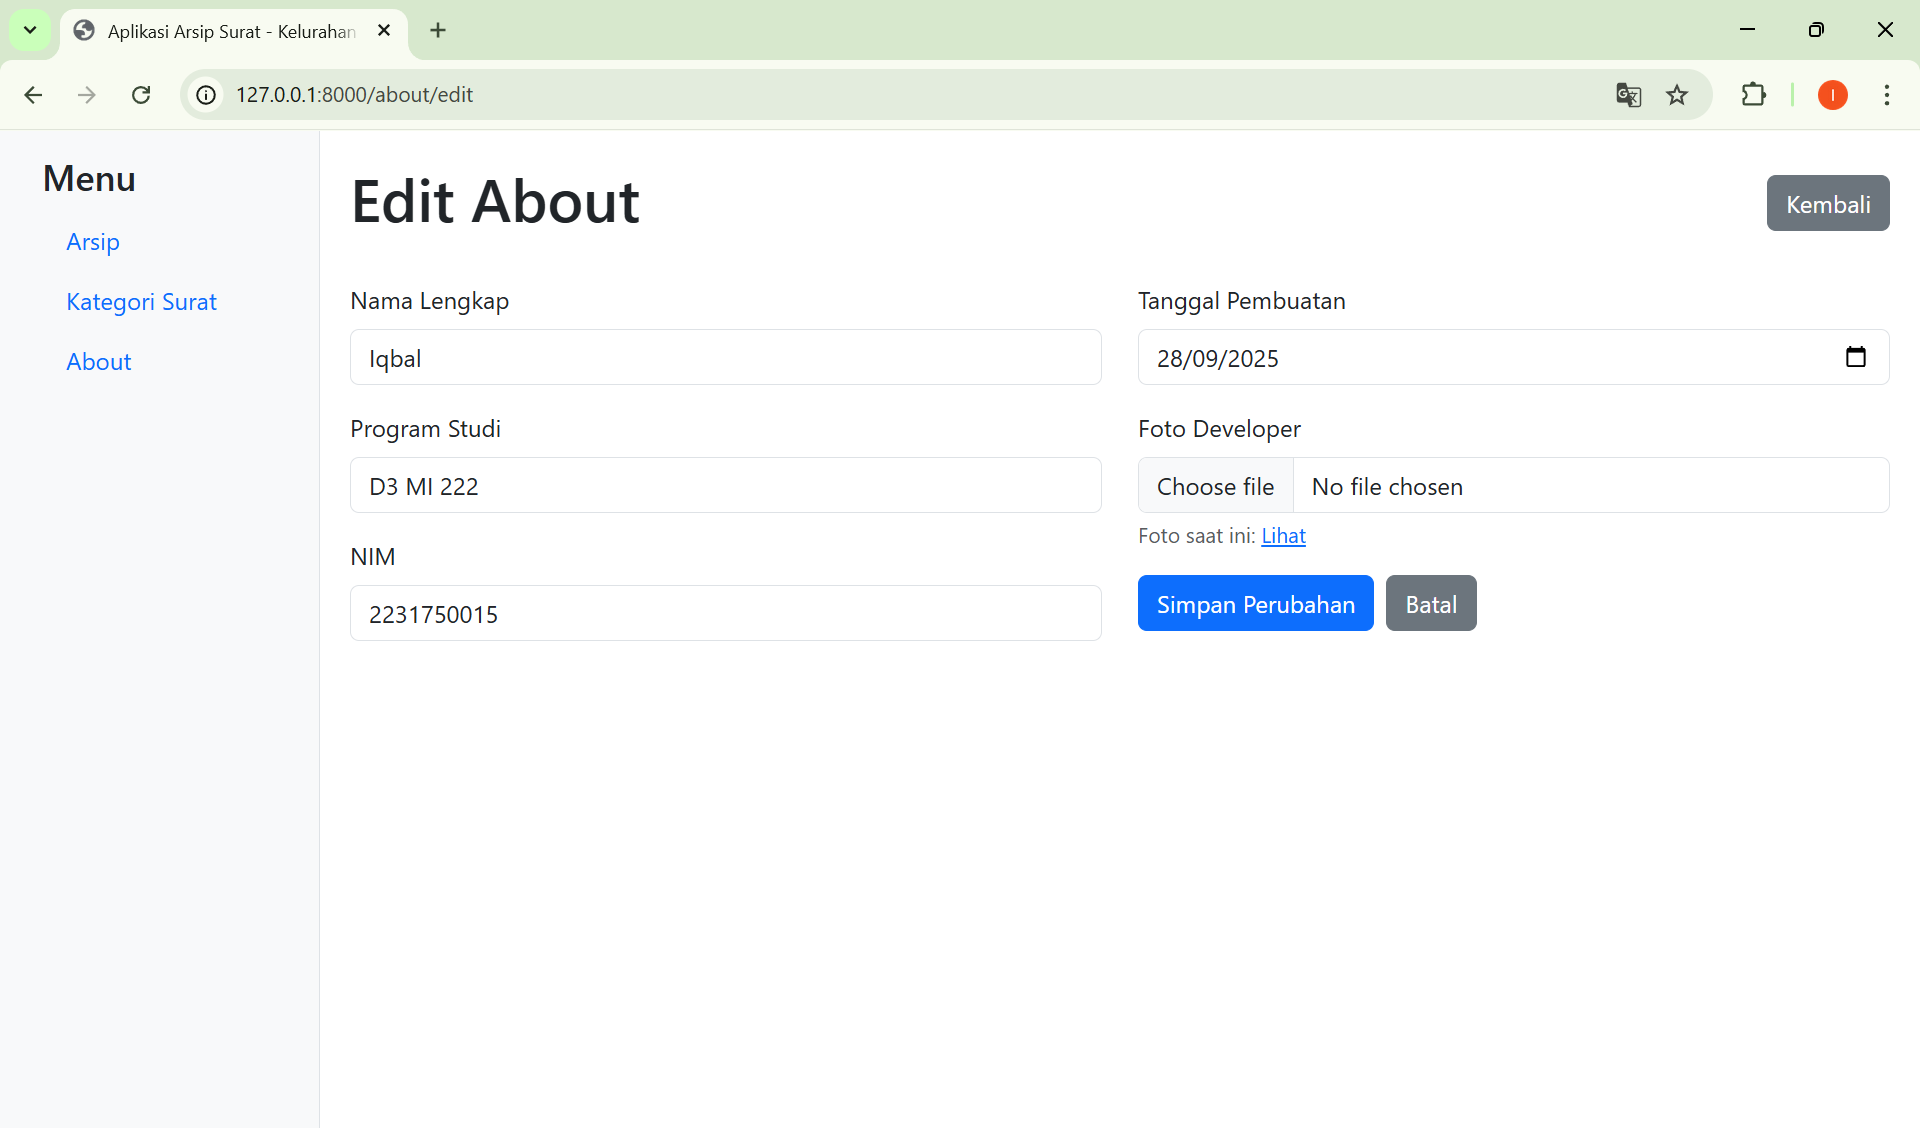 Aplikasi Arsip Surat - Kelurahan
127.0.0.1:8000/about/edit
I
Menu
Arsip
Kategori Surat
About
Edit About
Kembali
Nama Lengkap
Iqbal
Program Studi
D3 MI 222
NIM
2231750015
Tanggal Pembuatan
28/09/2025
Foto Developer
Choose file No file chosen
Foto saat ini: Lihat
Simpan Perubahan Batal